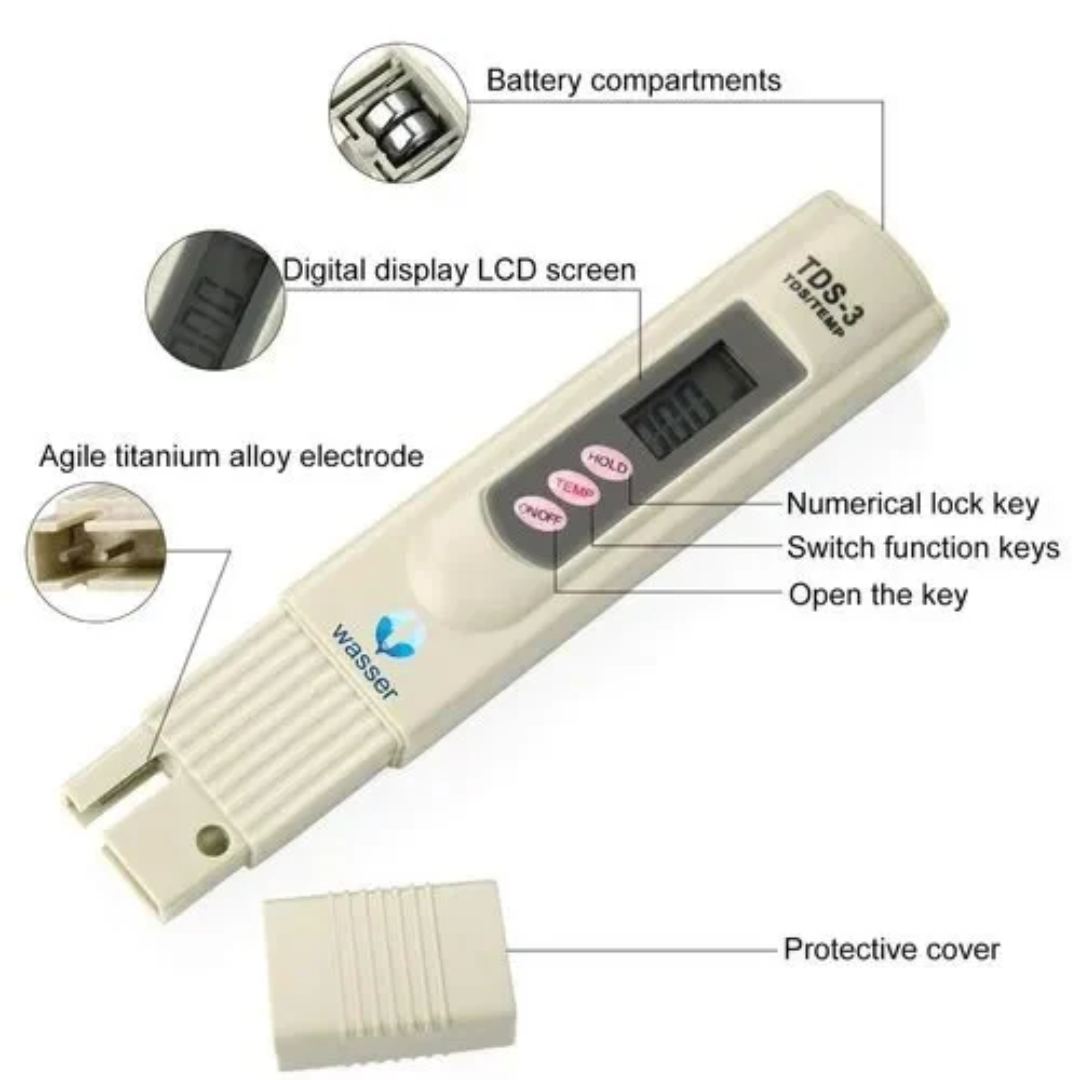 Battery compartments
Digital display LCD screen
TDS-3
TDS/TEMP
Agile titanium alloy electrode
HOLD
TEMP
ON/OFF
Numerical lock key
Switch function keys
Open the key
wasser
Protective cover